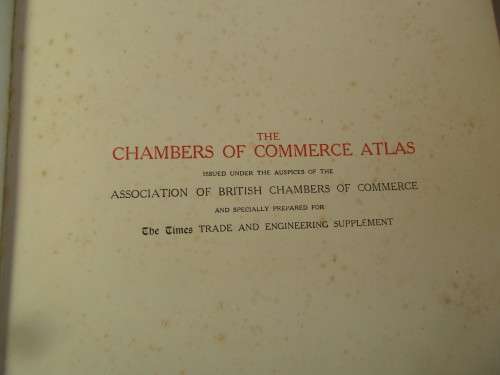 THE
CHAMBERS OF COMMERCE ATLAS
ISSUED UNDER THE AUSPICES OF THE
ASSOCIATION OF BRITISH CHAMBERS OF COMMERCE
AND SPECIALLY PREPARED FOR
The Times TRADE AND ENGINEERING SUPPLEMENT